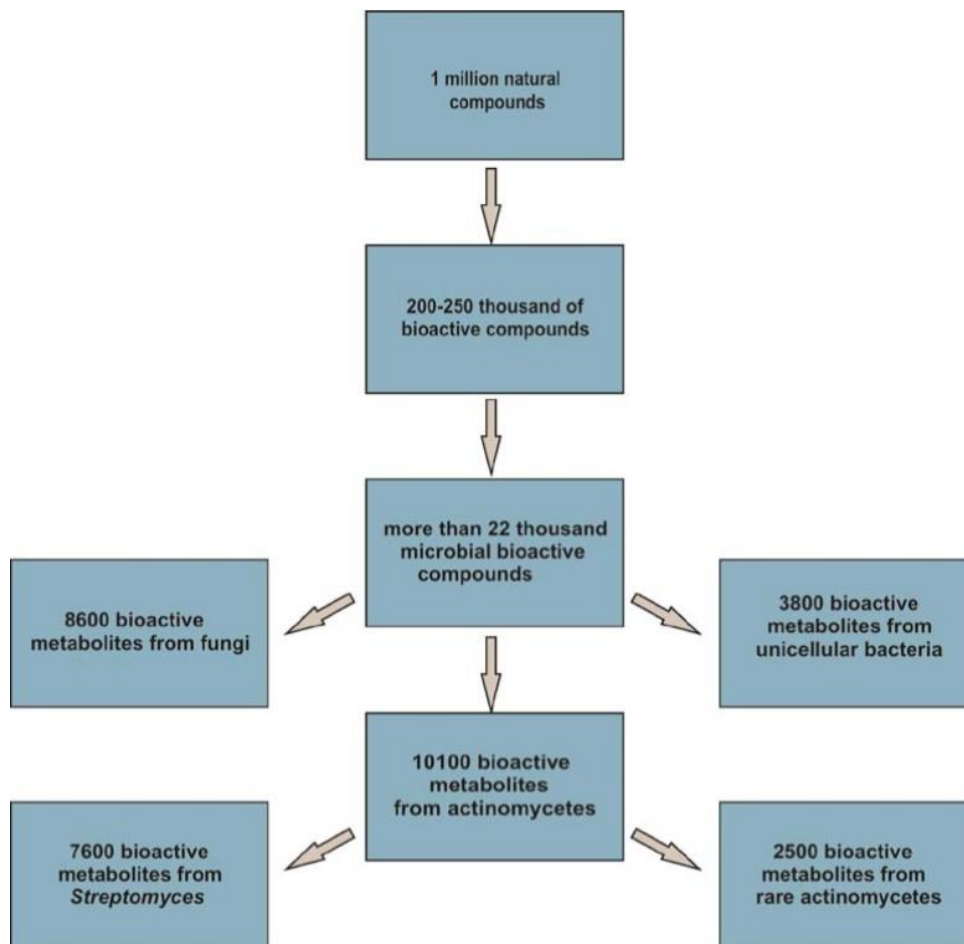 1 million natural
compounds
200-250 thousand of
bioactive compounds
more than 22 thousand
microbial bioactive
compounds
8600 bioactive
metabolites from fungi
3800 bioactive
metabolites from
unicellular bacteria
10100 bioactive
metabolites
from actinomycetes
7600 bioactive
metabolites from
Streptomyces
2500 bioactive
metabolites from
rare actinomycetes